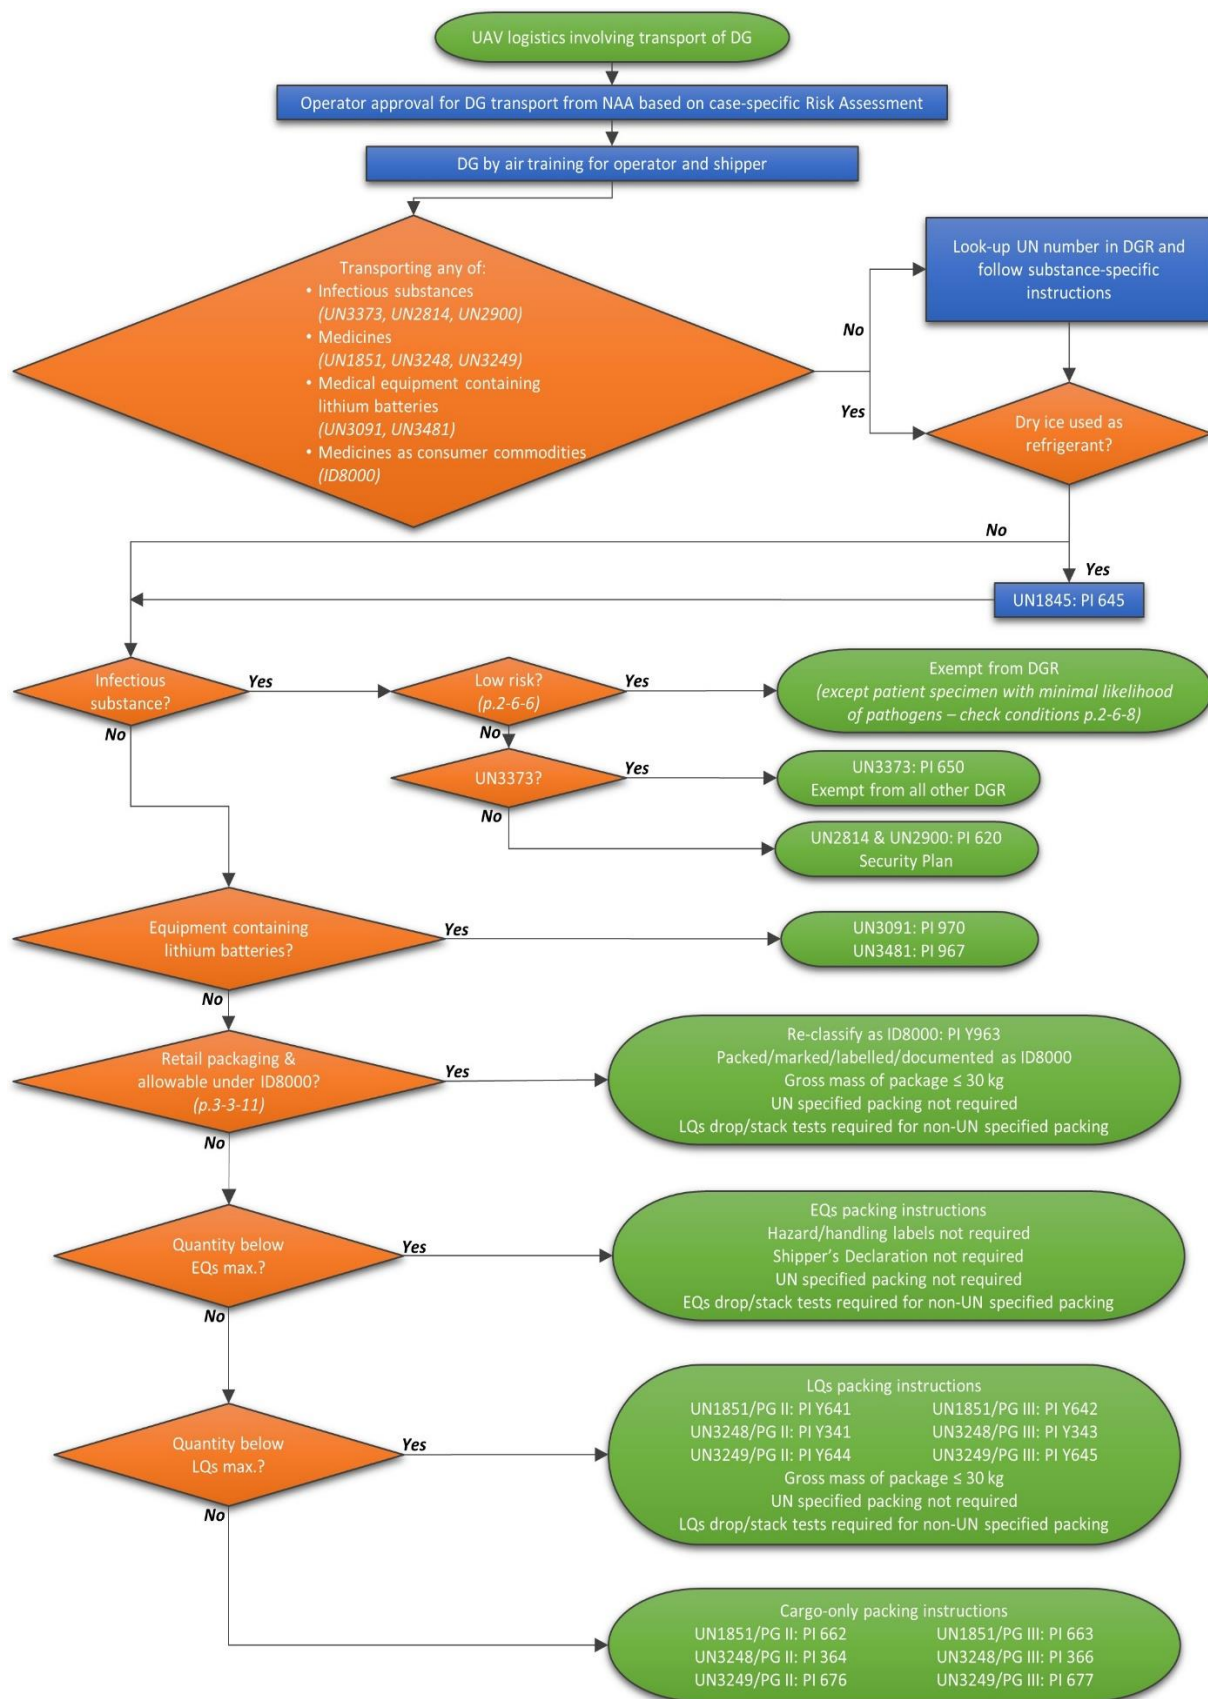 UAV logistics involving transport of DG
Operator approval for DG transport from NAA based on case-specific Risk Assessment
DG by air training for operator and shipper
Transporting any of:
• Infectious substances
(UN3373, UN2814, UN2900)
• Medicines
(UN1851, UN3248, UN3249)
• Medical equipment containing
lithium batteries
(UN3091, UN3481)
• Medicines as consumer commodities
(ID8000)
No
Yes
Look-up UN number in DGR and
follow substance-specific
instructions
Dry ice used as
refrigerant?
No
Yes
UN1845: PI 645
Infectious
substance?
Yes
No
Low risk?
(p.2-6-6)
Yes
No
Exempt from DGR
(except patient specimen with minimal likelihood
of pathogens – check conditions p.2-6-8)
UN3373?
Yes
No
UN3373: PI 650
Exempt from all other DGR
UN2814 & UN2900: PI 620
Security Plan
Equipment containing
lithium batteries?
Yes
No
UN3091: PI 970
UN3481: PI 967
Retail packaging &
allowable under ID8000?
(p.3-3-11)
Yes
No
Re-classify as ID8000: PI Y963
Packed/marked/labelled/documented as ID8000
Gross mass of package ≤ 30 kg
UN specified packing not required
LQs drop/stack tests required for non-UN specified packing
Quantity below
EQs max.?
Yes
No
EQs packing instructions
Hazard/handling labels not required
Shipper's Declaration not required
UN specified packing not required
EQs drop/stack tests required for non-UN specified packing
Quantity below
LQs max.?
Yes
No
LQs packing instructions
UN1851/PG II: PI Y641 UN1851/PG III: PI Y642
UN3248/PG II: PI Y341 UN3248/PG III: PI Y343
UN3249/PG II: PI Y644 UN3249/PG III: PI Y645
Gross mass of package ≤ 30 kg
UN specified packing not required
LQs drop/stack tests required for non-UN specified packing
Cargo-only packing instructions
UN1851/PG II: PI 662 UN1851/PG III: PI 663
UN3248/PG II: PI 364 UN3248/PG III: PI 366
UN3249/PG II: PI 676 UN3249/PG III: PI 677